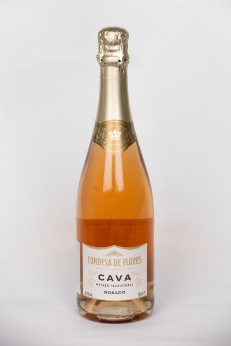 CONDESA DE FLORES
CAVA
MÉTODO TRADICIONAL
ROSADO